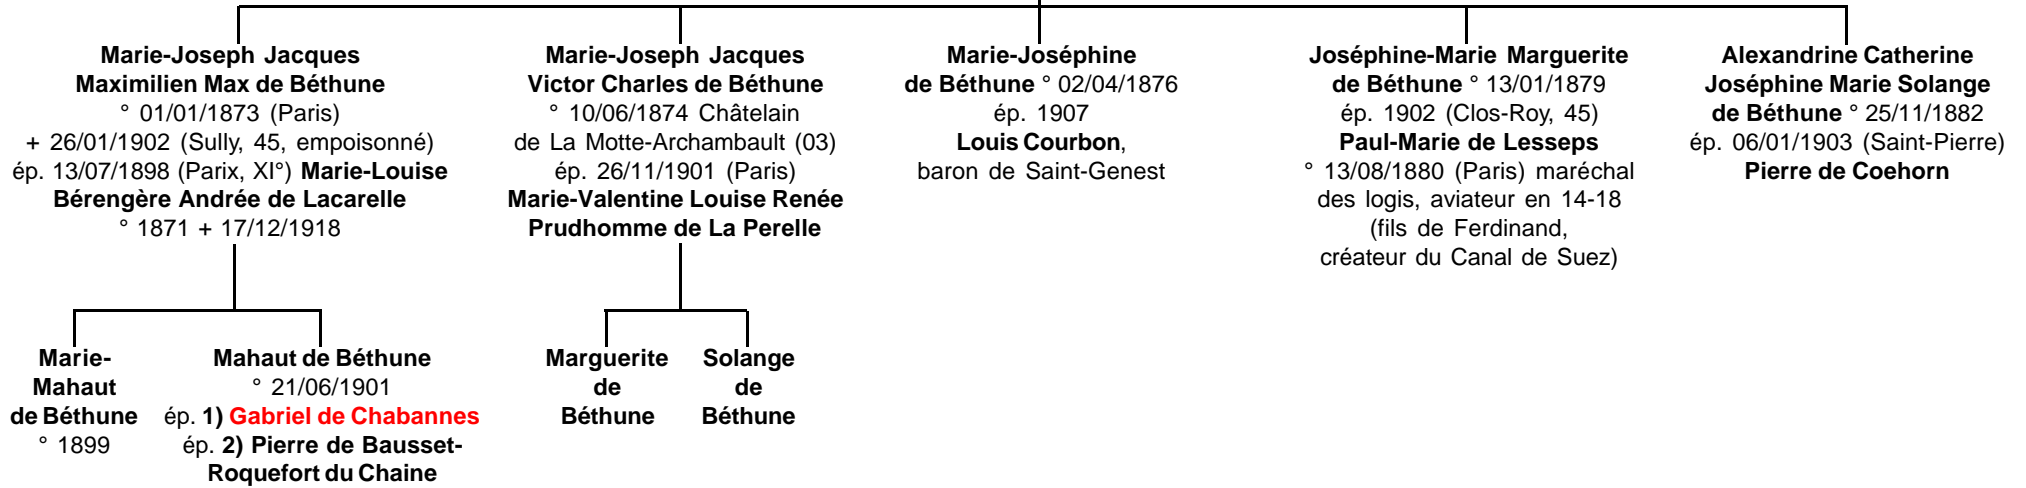 Marie-Joseph Jacques
Maximilien Max de Béthune
° 01/01/1873 (Paris)
+ 26/01/1902 (Sully, 45, empoisonné)
ép. 13/07/1898 (Parix, XI°) Marie-Louise
Bérengère Andrée de Lacarelle
° 1871 + 17/12/1918
Marie-Joseph Jacques
Victor Charles de Béthune
° 10/06/1874 Châtelain
de La Motte-Archambault (03)
ép. 26/11/1901 (Paris)
Marie-Valentine Louise Renée
Prudhomme de La Perelle
Marie-Joséphine
de Béthune ° 02/04/1876
ép. 1907
Louis Courbon,
baron de Saint-Genest
Joséphine-Marie Marguerite
de Béthune ° 13/01/1879
ép. 1902 (Clos-Roy, 45)
Paul-Marie de Lesseps
° 13/08/1880 (Paris) maréchal
des logis, aviateur en 14-18
(fils de Ferdinand,
créateur du Canal de Suez)
Alexandrine Catherine
Joséphine Marie Solange
de Béthune ° 25/11/1882
ép. 06/01/1903 (Saint-Pierre)
Pierre de Coehorn
Marie-
Mahaut
de Béthune
° 1899
Mahaut de Béthune
° 21/06/1901
ép. 1) Gabriel de Chabannes
ép. 2) Pierre de Bausset-
Roquefort du Chaine
Marguerite
de
Béthune
Solange
de
Béthune